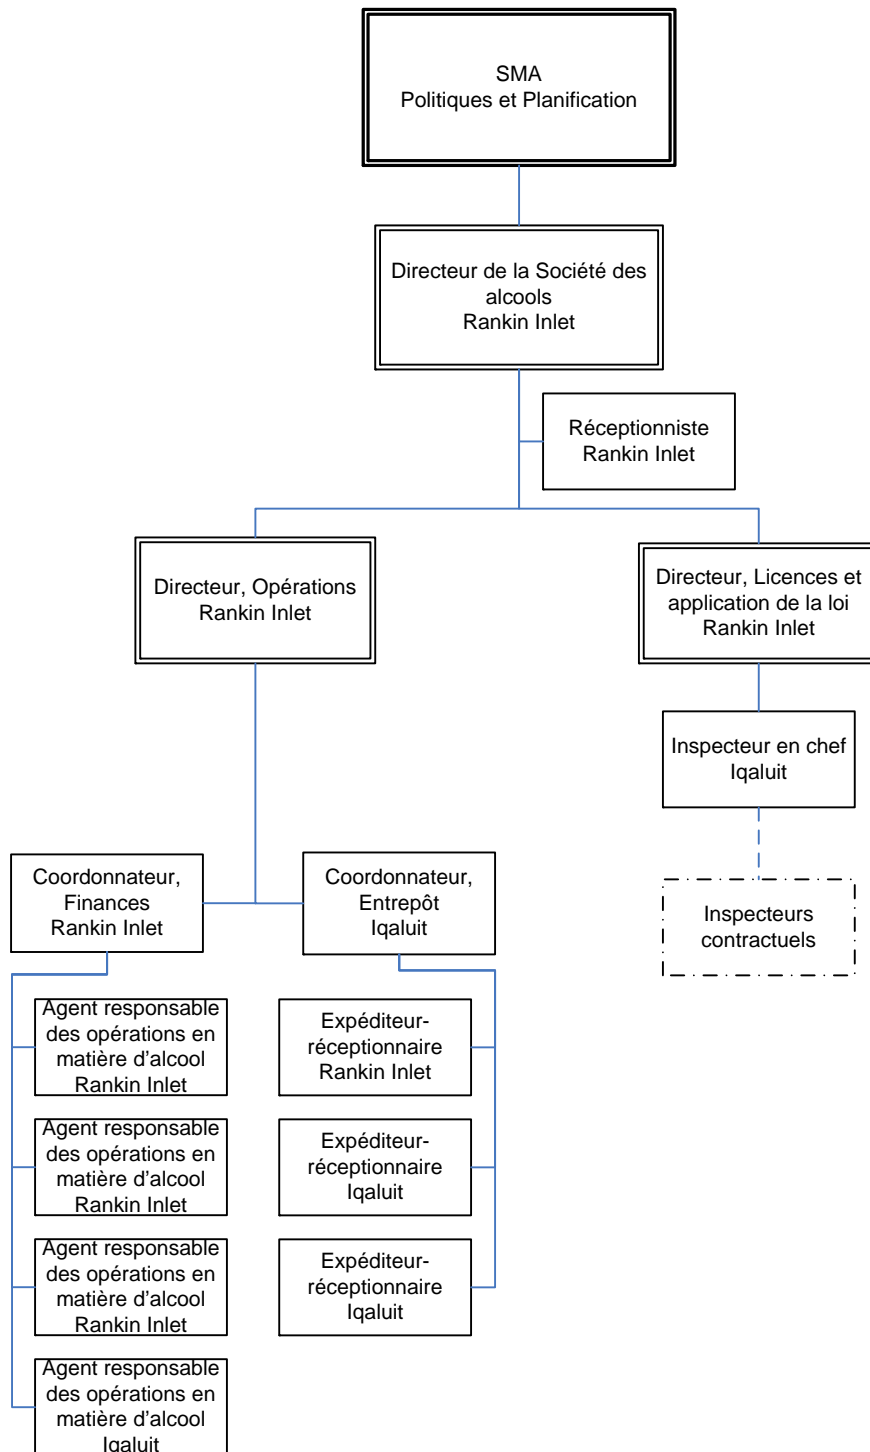 SMA
Politiques et Planification
Directeur de la Société des
alcools
Rankin Inlet
Réceptionniste
Rankin Inlet
Directeur, Opérations
Rankin Inlet
Directeur, Licences et
application de la loi
Rankin Inlet
Inspecteur en chef
Iqaluit
Inspecteurs
contractuels
Coordonnateur,
Finances
Rankin Inlet
Coordonnateur,
Entrepôt
Iqaluit
Agent responsable
des opérations en
matière d'alcool
Rankin Inlet
Agent responsable
des opérations en
matière d'alcool
Rankin Inlet
Agent responsable
des opérations en
matière d'alcool
Rankin Inlet
Agent responsable
des opérations en
matière d'alcool
Iqaluit
Expéditeur-
réceptionnaire
Rankin Inlet
Expéditeur-
réceptionnaire
Iqaluit
Expéditeur-
réceptionnaire
Iqaluit